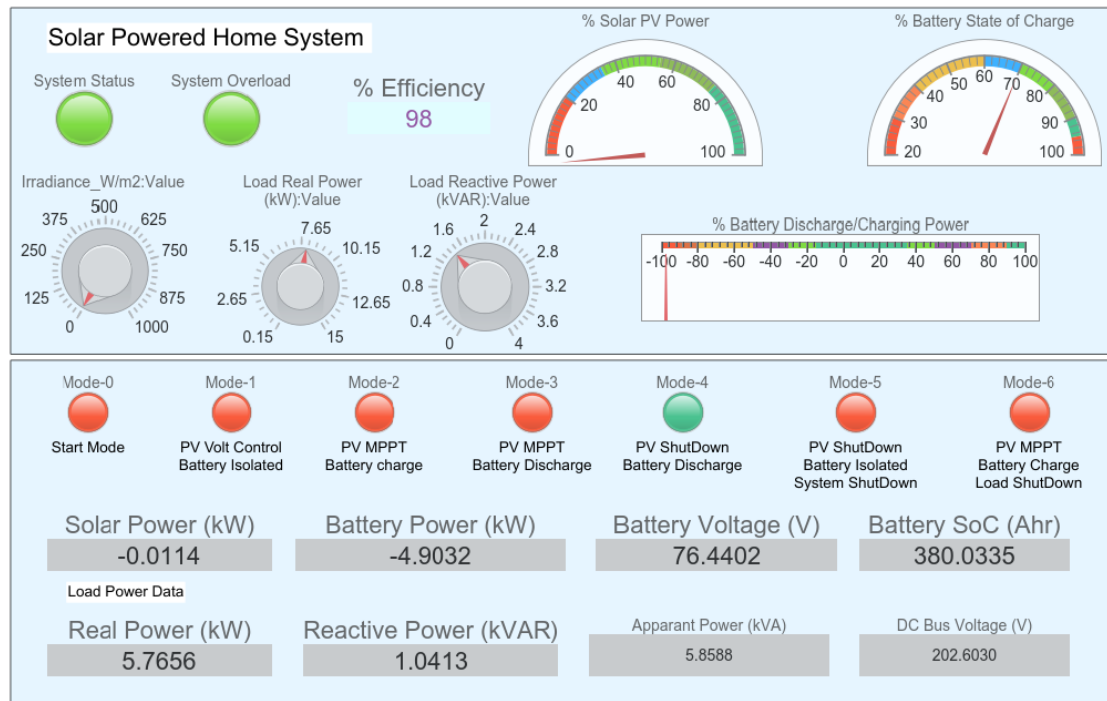 Solar Powered Home System
% Solar PV Power
% Battery State of Charge
System Status
System Overload
% Efficiency
98
0
20
40
60
80
100
20
30
40
50
60
70
80
90
100
Irradiance_W/m2:Value
0
125
250
375
500
625
750
875
1000
Load Real Power
(kW):Value
0.15
2.65
5.15
7.65
10.15
12.65
15
Load Reactive Power
(kVAR):Value
0
0.4
0.8
1.2
1.6
2
2.4
2.8
3.2
3.6
4
% Battery Discharge/Charging Power
-100 -80 -60 -40 -20 0 20 40 60 80 100
Mode-0
Start Mode
Mode-1
PV Volt Control
Battery Isolated
Mode-2
PV MPPT
Battery charge
Mode-3
PV MPPT
Battery Discharge
Mode-4
PV ShutDown
Battery Discharge
Mode-5
PV ShutDown
Battery Isolated
System ShutDown
Mode-6
PV MPPT
Battery Charge
Load ShutDown
Solar Power (kW)
-0.0114
Battery Power (kW)
-4.9032
Battery Voltage (V)
76.4402
Battery SoC (Ahr)
380.0335
Load Power Data
Real Power (kW)
5.7656
Reactive Power (kVAR)
1.0413
Apparant Power (kVA)
5.8588
DC Bus Voltage (V)
202.6030